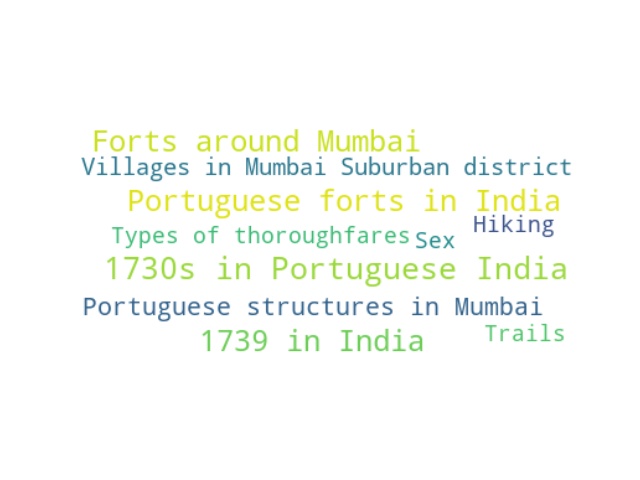 Forts around Mumbai
Villages in Mumbai Suburban district
Portuguese forts in India
Hiking
Types of thoroughfares
Sex
1730s in Portuguese India
Portuguese structures in Mumbai
Trails
1739 in India